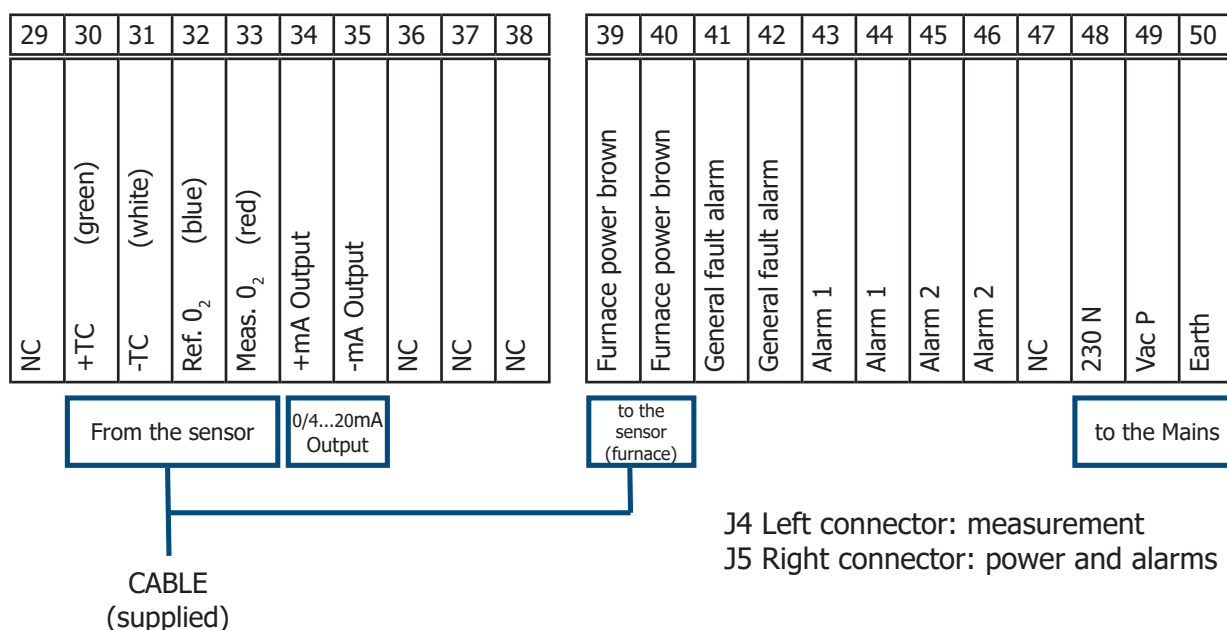 29 30 31 32 33 34 35 36 37 38
39 40 41 42 43 44 45 46 47 48 49 50
NC
+TC (green)
-TC (white)
Ref. 0₂ (blue)
Meas. 0₂ (red)
+mA Output
-mA Output
NC
NC
NC
Furnace power brown
Furnace power brown
General fault alarm
General fault alarm
Alarm 1
Alarm 1
Alarm 2
Alarm 2
NC
230 N
Vac P
Earth
From the sensor
0/4...20mA
Output
to the
sensor
(furnace)
to the Mains
J4 Left connector: measurement
J5 Right connector: power and alarms
CABLE
(supplied)